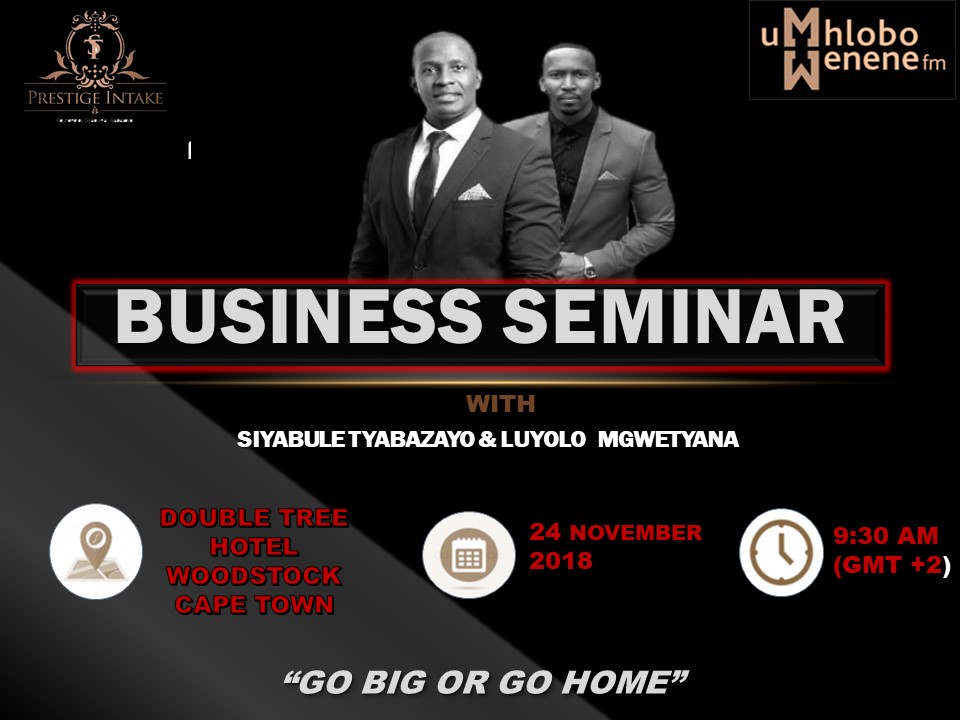 ST
PRESTIGE INTAKE
&
uMhlobo
Wenene fm
BUSINESS SEMINAR
WITH
SIYABULE TYABAZAYO & LUYOLO MGWETYANA
DOUBLE TREE
HOTEL
WOODSTOCK
CAPE TOWN
24 NOVEMBER
2018
9:30 AM
(GMT +2)
“GO BIG OR GO HOME”